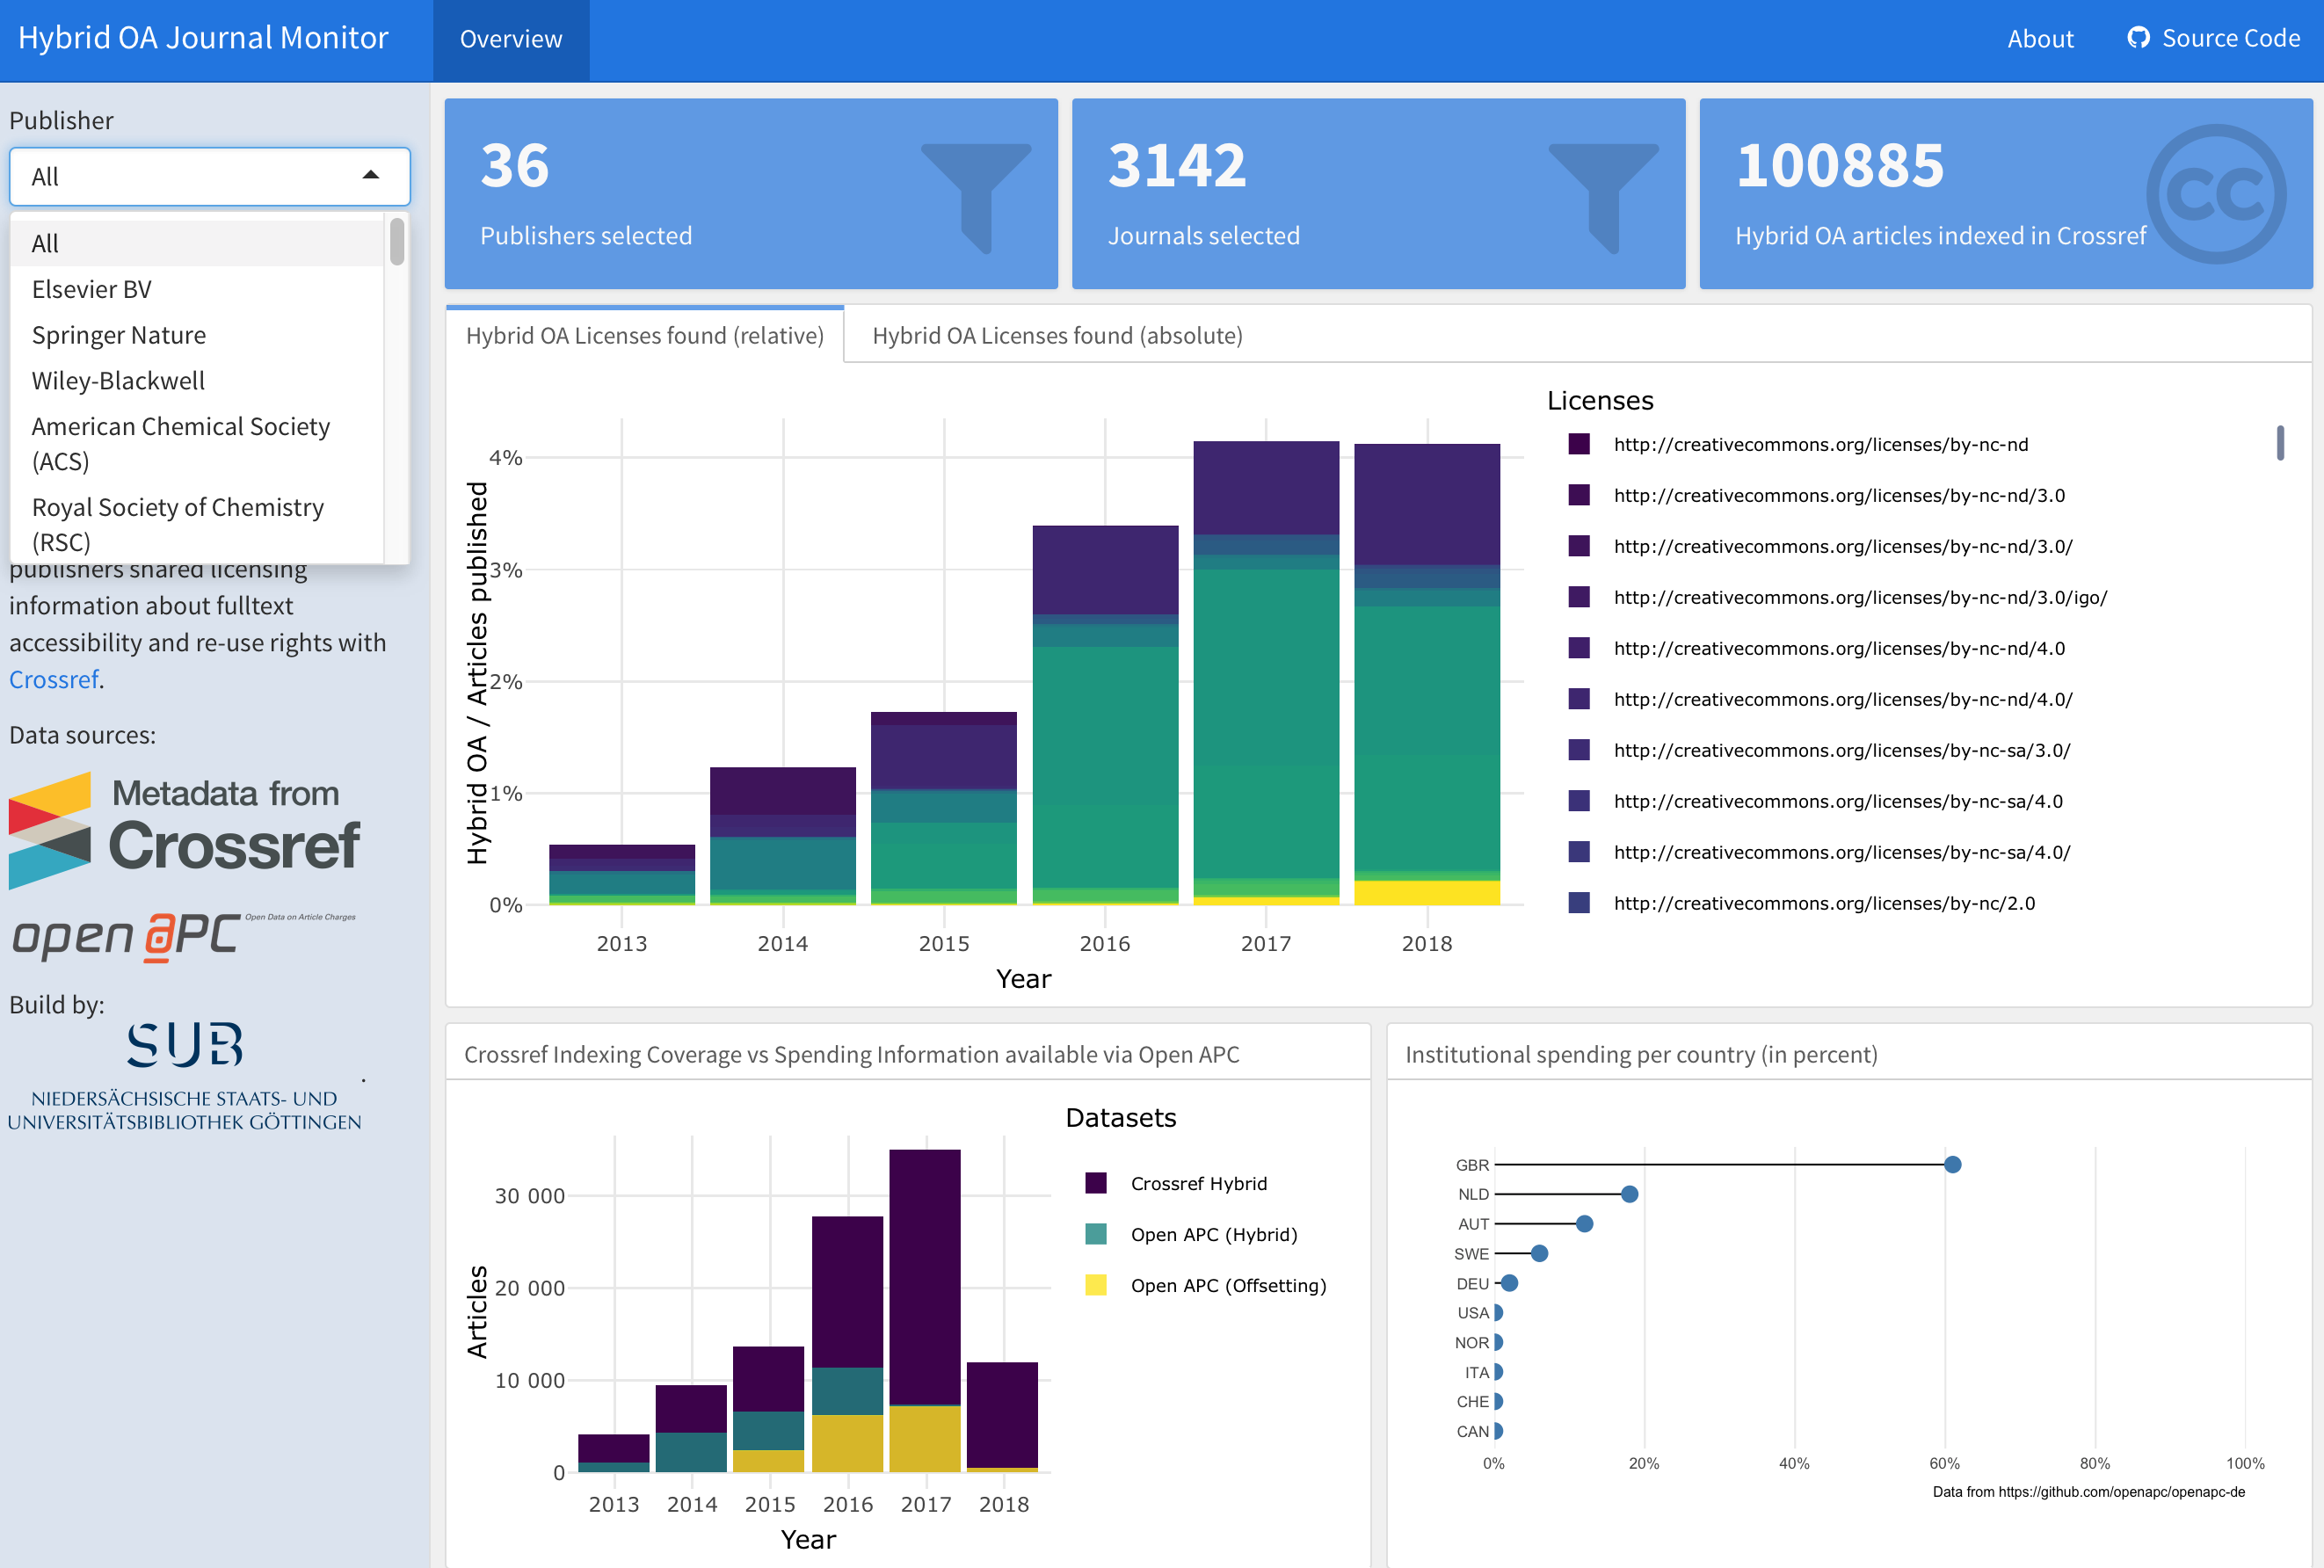 Hybrid OA Journal Monitor
Overview
About
Source Code
Publisher
All
All
Elsevier BV
Springer Nature
Wiley-Blackwell
American Chemical Society
(ACS)
Royal Society of Chemistry
(RSC)
publishers shared licensing
information about fulltext
accessibility and re-use rights with
Crossref.
Data sources:
Metadata from
Crossref
open aPC Open Data on Article Charges
Build by:
SUB
.
NIEDERSÄCHSISCHE STAATS- UND
UNIVERSITÄTSBIBLIOTHEK GÖTTINGEN
36
Publishers selected
3142
Journals selected
100885
Hybrid OA articles indexed in Crossref
cc
Hybrid OA Licenses found (relative)
Hybrid OA Licenses found (absolute)
Hybrid OA / Articles published
4%
3%
2%
1%
0%
2013 2014 2015 2016 2017 2018
Year
Licenses
http://creativecommons.org/licenses/by-nc-nd
http://creativecommons.org/licenses/by-nc-nd/3.0
http://creativecommons.org/licenses/by-nc-nd/3.0/
http://creativecommons.org/licenses/by-nc-nd/3.0/igo/
http://creativecommons.org/licenses/by-nc-nd/4.0
http://creativecommons.org/licenses/by-nc-nd/4.0/
http://creativecommons.org/licenses/by-nc-sa/3.0/
http://creativecommons.org/licenses/by-nc-sa/4.0
http://creativecommons.org/licenses/by-nc-sa/4.0/
http://creativecommons.org/licenses/by-nc/2.0
Crossref Indexing Coverage vs Spending Information available via Open APC
Articles
30 000
20 000
10 000
0
2013 2014 2015 2016 2017 2018
Year
Datasets
Crossref Hybrid
Open APC (Hybrid)
Open APC (Offsetting)
Institutional spending per country (in percent)
GBR
NLD
AUT
SWE
DEU
USA
NOR
ITA
CHE
CAN
0% 20% 40% 60% 80% 100%
Data from https://github.com/openapc/openapc-de